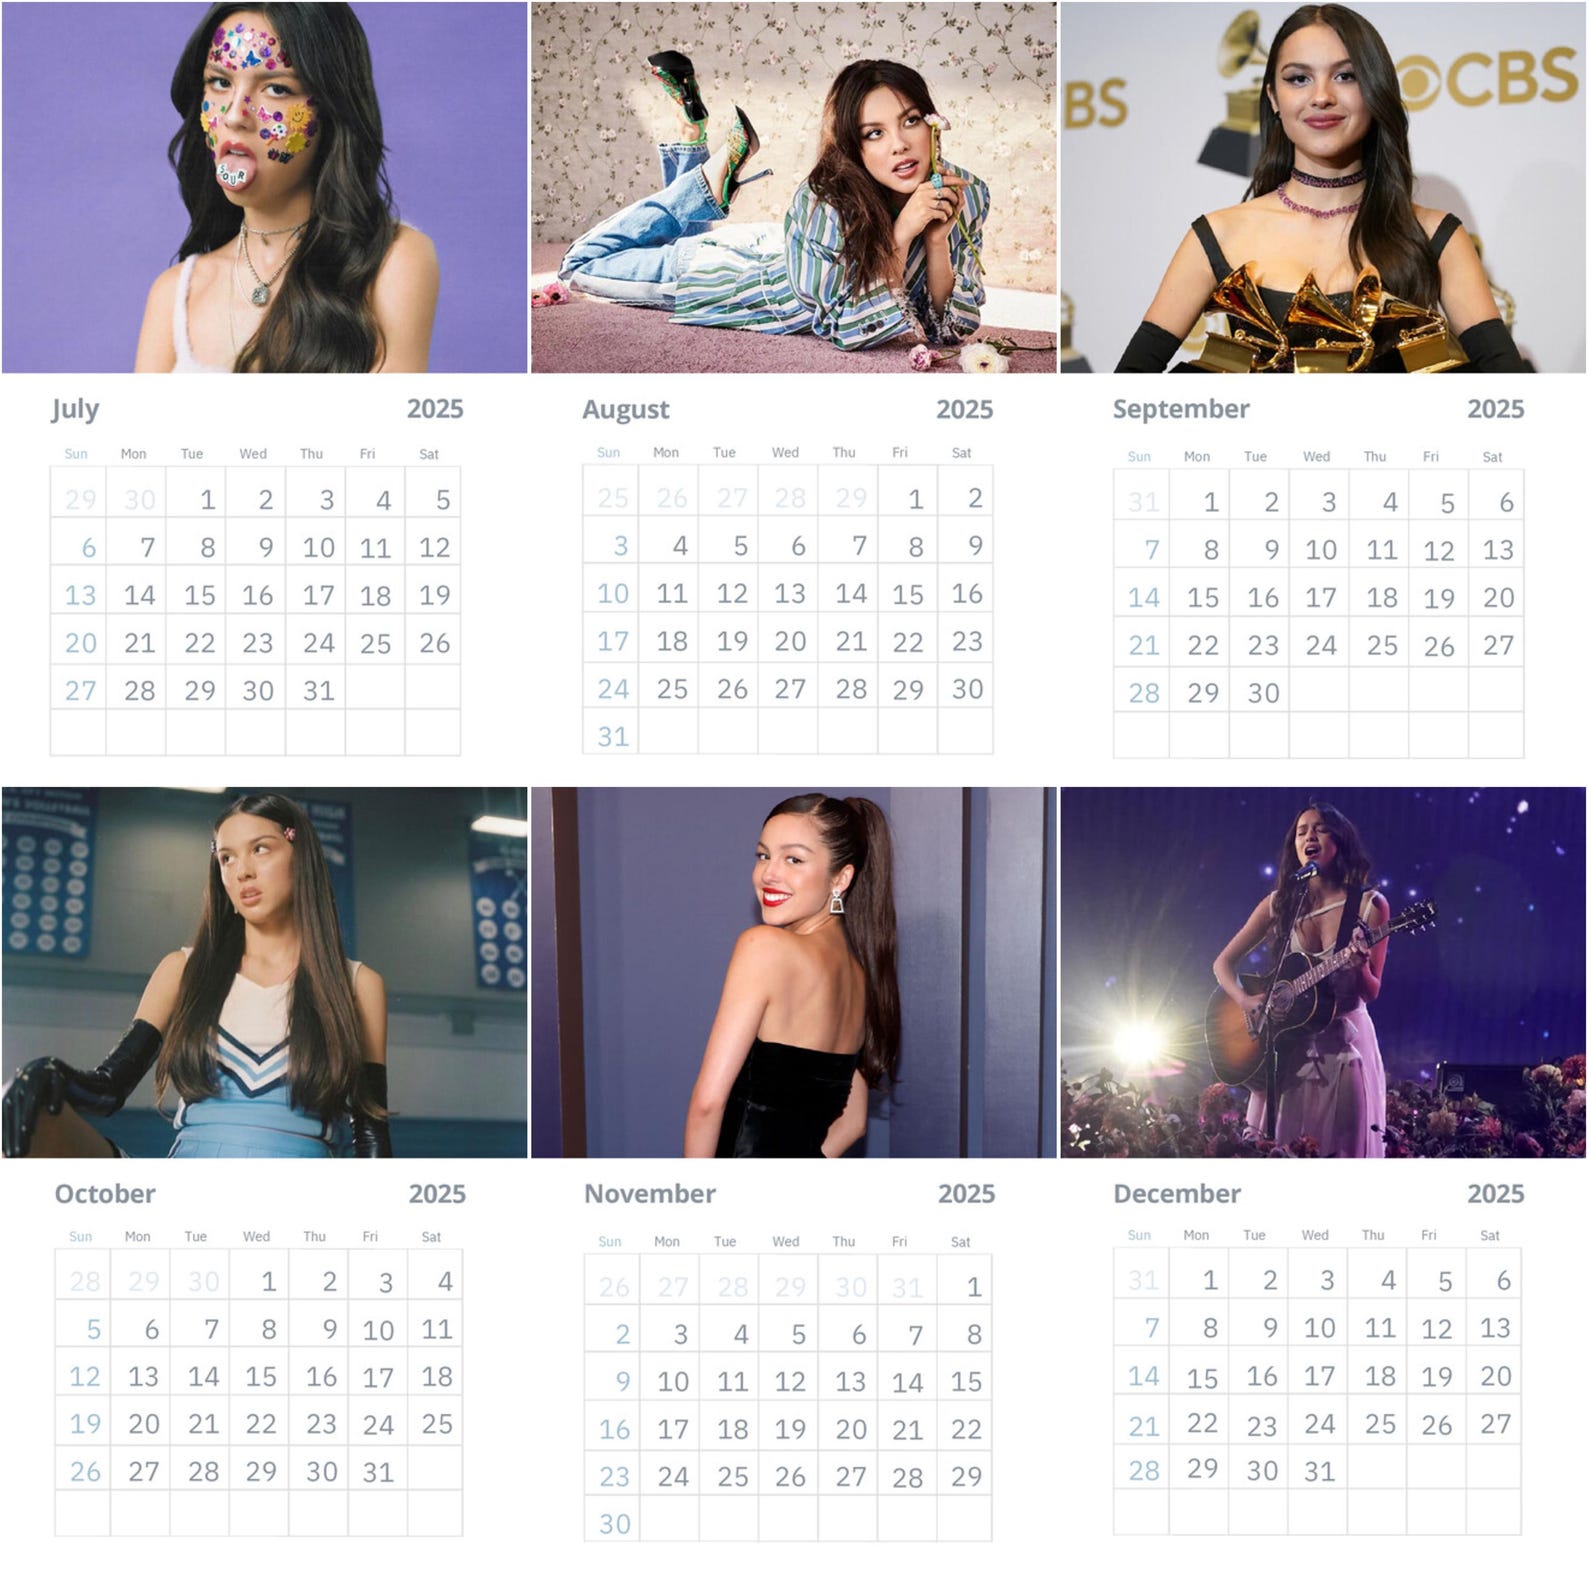 SOUR
BS
CBS
July 2025
Sun Mon Tue Wed Thu Fri Sat
29 30 1 2 3 4 5
6 7 8 9 10 11 12
13 14 15 16 17 18 19
20 21 22 23 24 25 26
27 28 29 30 31
August 2025
Sun Mon Tue Wed Thu Fri Sat
25 26 27 28 29 1 2
3 4 5 6 7 8 9
10 11 12 13 14 15 16
17 18 19 20 21 22 23
24 25 26 27 28 29 30
31
September 2025
Sun Mon Tue Wed Thu Fri Sat
31 1 2 3 4 5 6
7 8 9 10 11 12 13
14 15 16 17 18 19 20
21 22 23 24 25 26 27
28 29 30
October 2025
Sun Mon Tue Wed Thu Fri Sat
28 29 30 1 2 3 4
5 6 7 8 9 10 11
12 13 14 15 16 17 18
19 20 21 22 23 24 25
26 27 28 29 30 31
November 2025
Sun Mon Tue Wed Thu Fri Sat
26 27 28 29 30 31 1
2 3 4 5 6 7 8
9 10 11 12 13 14 15
16 17 18 19 20 21 22
23 24 25 26 27 28 29
30
December 2025
Sun Mon Tue Wed Thu Fri Sat
31 1 2 3 4 5 6
7 8 9 10 11 12 13
14 15 16 17 18 19 20
21 22 23 24 25 26 27
28 29 30 31